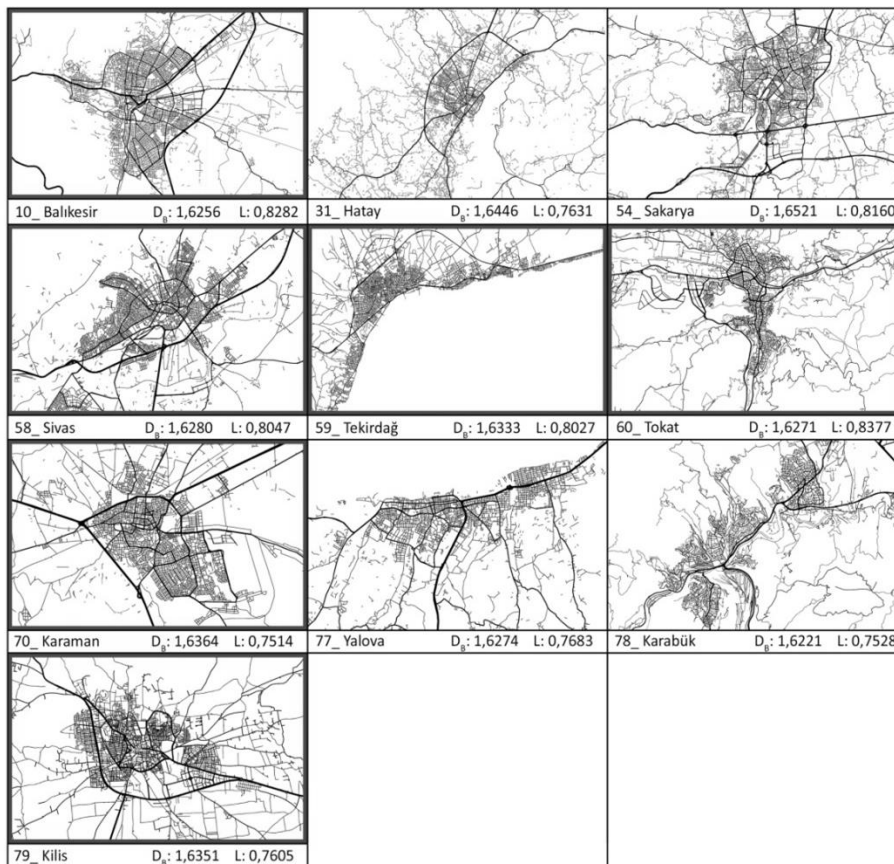 10_ Balıkesir D_B: 1,6256 L: 0,8282
31_ Hatay D_B: 1,6446 L: 0,7631
54_ Sakarya D_B: 1,6521 L: 0,8160
58_ Sivas D_B: 1,6280 L: 0,8047
59_ Tekirdağ D_B: 1,6333 L: 0,8027
60_ Tokat D_B: 1,6271 L: 0,8377
70_ Karaman D_B: 1,6364 L: 0,7514
77_ Yalova D_B: 1,6274 L: 0,7683
78_ Karabük D_B: 1,6221 L: 0,7528
79_ Kilis D_B: 1,6351 L: 0,7605